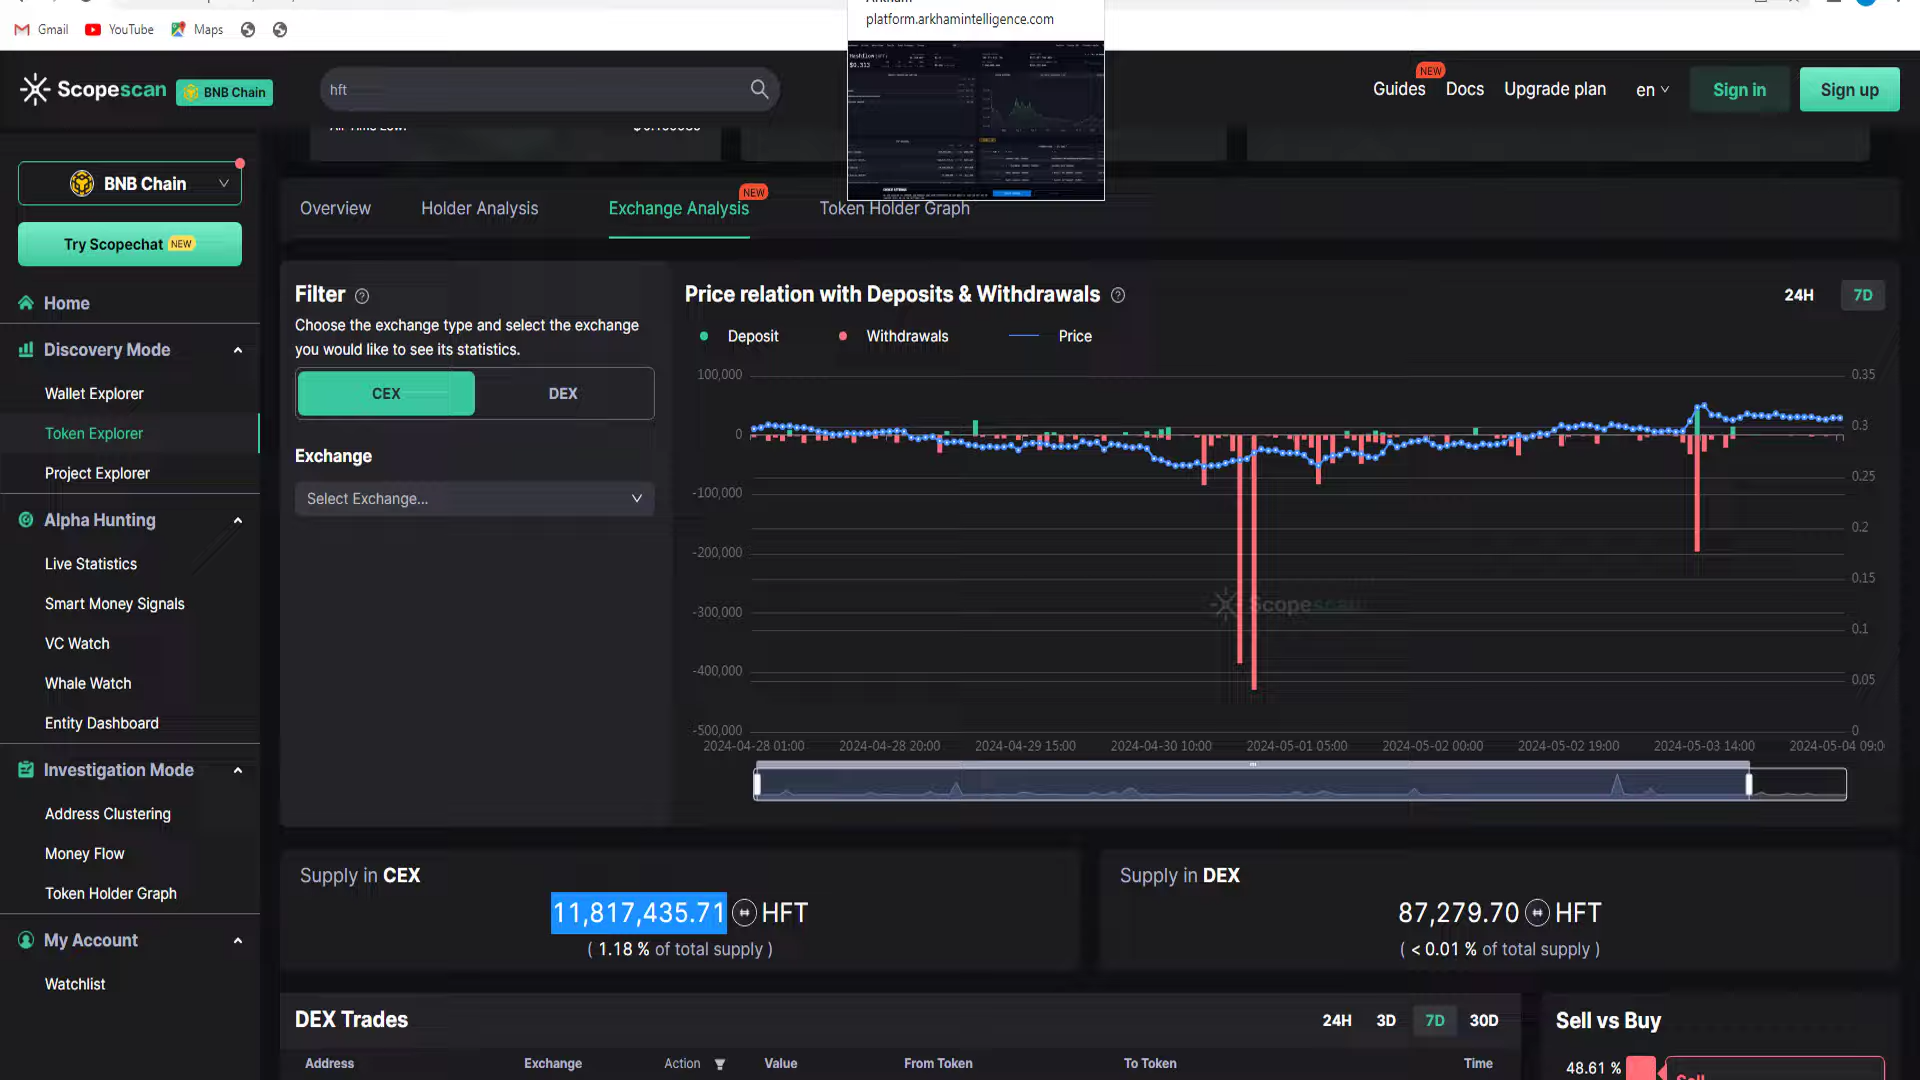 platform.arkhamintelligence.com
Gmail
YouTube
Maps
Scopescan
BNB Chain
hft
Guides
NEW
Docs
Upgrade plan
en
Sign in
Sign up
BNB Chain
Try Scopechat NEW
Home
Discovery Mode
Wallet Explorer
Token Explorer
Project Explorer
Alpha Hunting
Live Statistics
Smart Money Signals
VC Watch
Whale Watch
Entity Dashboard
Investigation Mode
Address Clustering
Money Flow
Token Holder Graph
My Account
Watchlist
Overview
Holder Analysis
Exchange Analysis
NEW
Token Holder Graph
Filter
Choose the exchange type and select the exchange
you would like to see its statistics.
CEX
DEX
Exchange
Select Exchange...
Price relation with Deposits & Withdrawals
24H
7D
Deposit
Withdrawals
Price
100,000
0
-100,000
-200,000
-300,000
-400,000
-500,000
0.35
0.3
0.25
0.2
0.15
0.1
0.05
0
Scopescan
2024-04-28 01:00
2024-04-28 20:00
2024-04-29 15:00
2024-04-30 10:00
2024-05-01 05:00
2024-05-02 00:00
2024-05-02 19:00
2024-05-03 14:00
2024-05-04 09:0
Supply in CEX
11,817,435.71 HFT
( 1.18 % of total supply )
Supply in DEX
87,279.70 HFT
( < 0.01 % of total supply )
DEX Trades
24H
3D
7D
30D
Address
Exchange
Action
Value
From Token
To Token
Time
Sell vs Buy
48.61 %
Sell